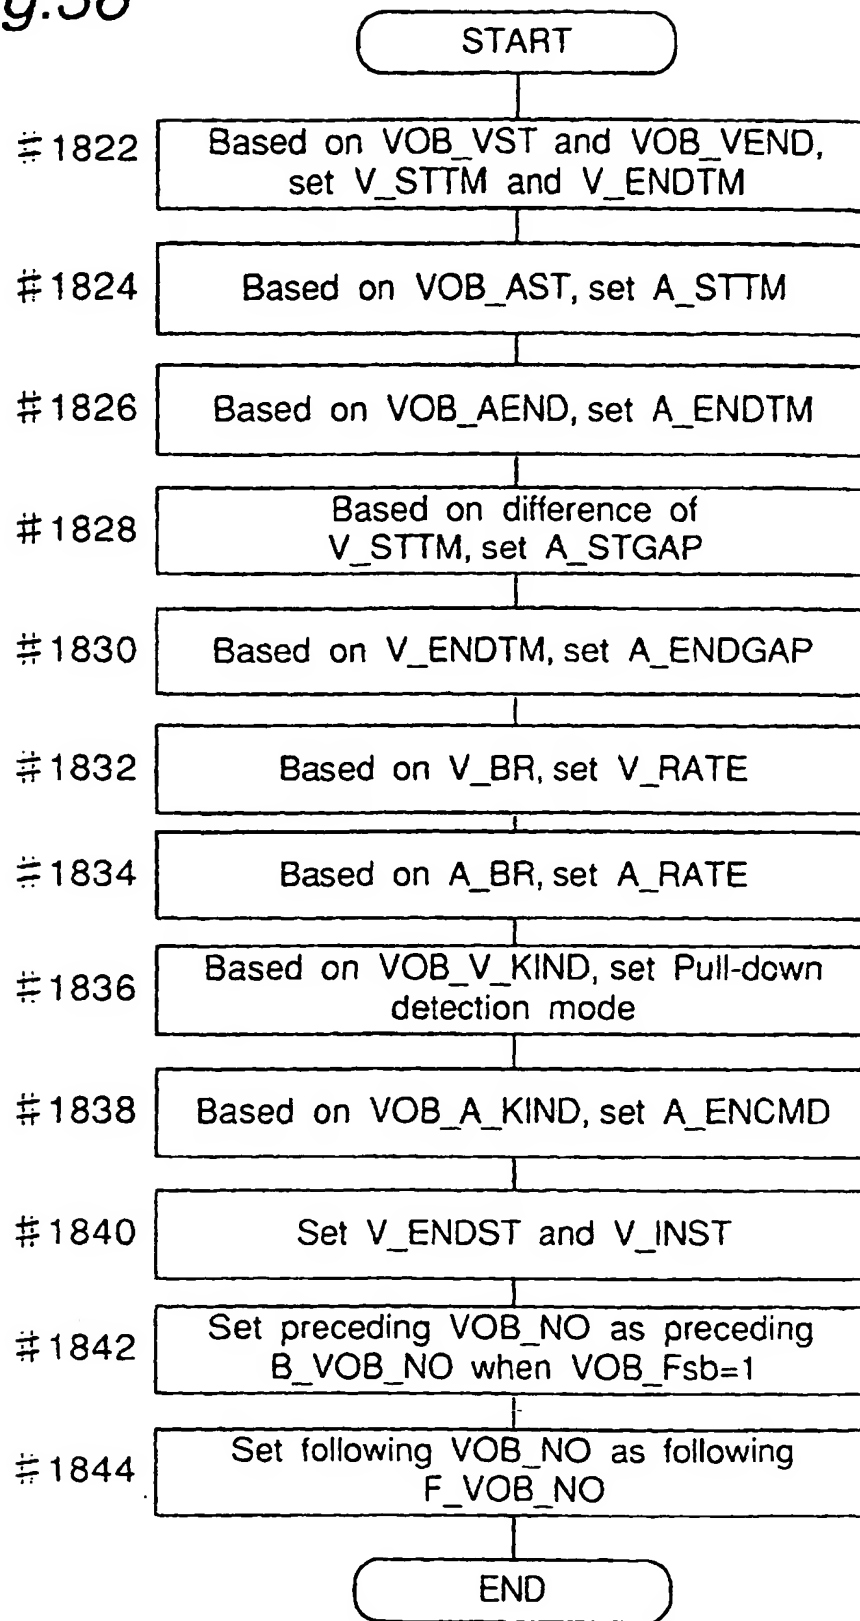 g.36
START
#1822
Based on VOB_VST and VOB_VEND,
set V_STTM and V_ENDTM
#1824
Based on VOB_AST, set A_STTM
#1826
Based on VOB_AEND, set A_ENDTM
#1828
Based on difference of
V_STTM, set A_STGAP
#1830
Based on V_ENDTM, set A_ENDGAP
#1832
Based on V_BR, set V_RATE
#1834
Based on A_BR, set A_RATE
#1836
Based on VOB_V_KIND, set Pull-down
detection mode
#1838
Based on VOB_A_KIND, set A_ENCMD
#1840
Set V_ENDST and V_INST
#1842
Set preceding VOB_NO as preceding
B_VOB_NO when VOB_Fsb=1
#1844
Set following VOB_NO as following
F_VOB_NO
END